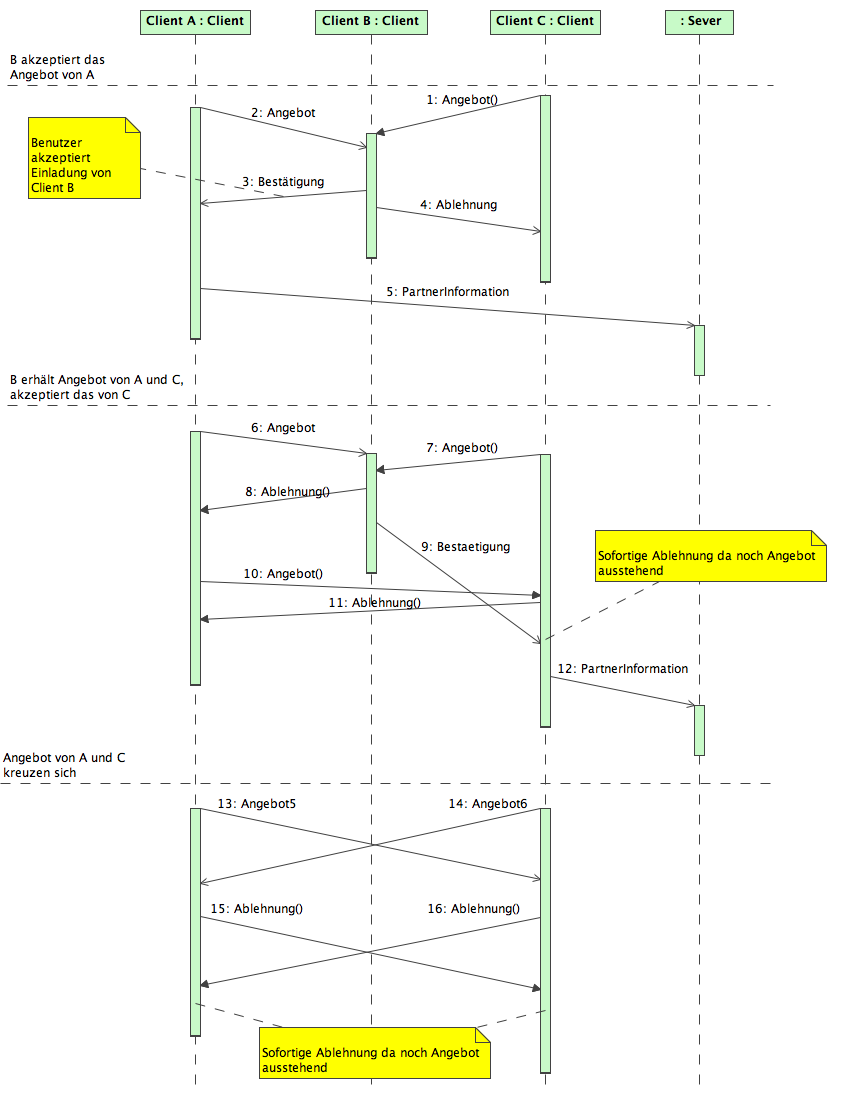 Client A : Client
Client B : Client
Client C : Client
: Sever
B akzeptiert das
Angebot von A
1: Angebot()
2: Angebot
Benutzer
akzeptiert
Einladung von
Client B
3: Bestätigung
4: Ablehnung
5: PartnerInformation
B erhält Angebot von A und C,
akzeptiert das von C
6: Angebot
7: Angebot()
8: Ablehnung()
9: Bestaetigung
Sofortige Ablehnung da noch Angebot
ausstehend
10: Angebot()
11: Ablehnung()
12: PartnerInformation
Angebot von A und C
kreuzen sich
13: Angebot5
14: Angebot6
15: Ablehnung()
16: Ablehnung()
Sofortige Ablehnung da noch Angebot
ausstehend